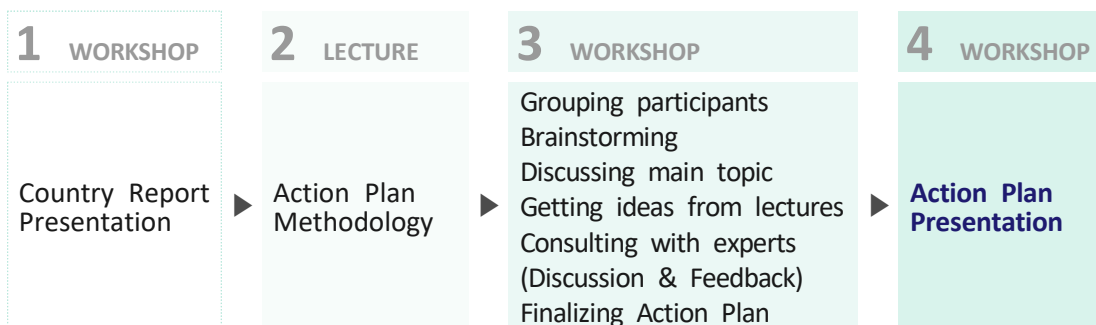 1 WORKSHOP
Country Report
Presentation
2 LECTURE
Action Plan
Methodology
3 WORKSHOP
Grouping participants
Brainstorming
Discussing main topic
Getting ideas from lectures
Consulting with experts
(Discussion & Feedback)
Finalizing Action Plan
4 WORKSHOP
Action Plan
Presentation